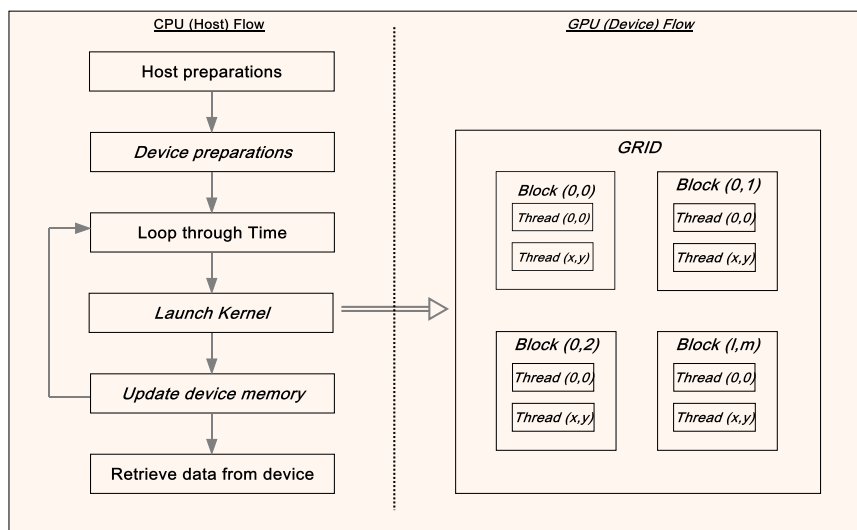 CPU (Host) Flow
Host preparations
Device preparations
Loop through Time
Launch Kernel
Update device memory
Retrieve data from device
GPU (Device) Flow
GRID
Block (0,0)
Thread (0,0)
Thread (x,y)
Block (0,1)
Thread (0,0)
Thread (x,y)
Block (0,2)
Thread (0,0)
Thread (x,y)
Block (l,m)
Thread (0,0)
Thread (x,y)